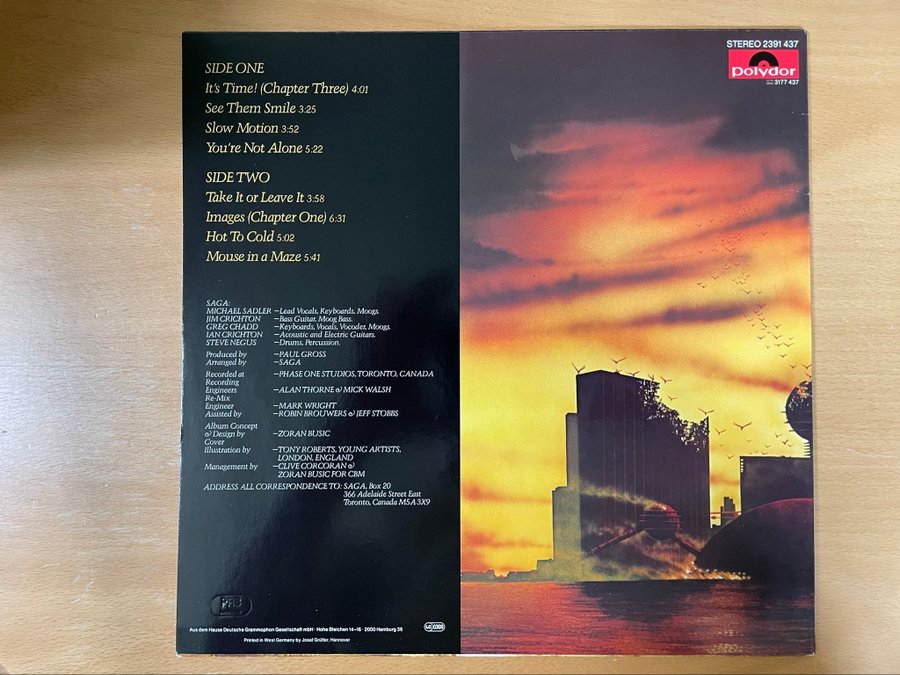 SIDE ONE
It's Time! (Chapter Three) 4:01
See Them Smile 3:25
Slow Motion 3:52
You're Not Alone 5:22
SIDE TWO
Take It or Leave It 3:58
Images (Chapter One) 6:31
Hot To Cold 5:02
Mouse in a Maze 5:41
SAGA:
MICHAEL SADLER —Lead Vocals, Keyboards, Moogs.
JIM CRICHTON —Bass Guitar, Moog Bass.
GREG CHADD —Keyboards, Vocals, Vocoder, Moogs.
IAN CRICHTON —Acoustic and Electric Guitars.
STEVE NEGUS —Drums, Percussion.
Produced by —PAUL GROSS
Arranged by —SAGA
Recorded at —PHASE ONE STUDIOS, TORONTO, CANADA
Recording
Engineers —ALAN THORNE & MICK WALSH
Re-Mix
Engineer —MARK WRIGHT
Assisted by —ROBIN BROUWERS & JEFF STOBBS
Album Concept
& Design by —ZORAN BUSIC
Cover
Illustration by —TONY ROBERTS, YOUNG ARTISTS,
LONDON, ENGLAND
Management by —CLIVE CORCORAN &
ZORAN BUSIC FOR CBM
ADDRESS ALL CORRESPONDENCE TO: SAGA, Box 20
366 Adelaide Street East
Toronto, Canada M5A 3X9
Aus dem Hause Deutsche Grammophon Gesellschaft mbH · Hohe Bleichen 14-16 · 2000 Hamburg 36
Printed in West Germany by Josef Grütter, Hannover
STEREO 2391 437
polydor
3177 437